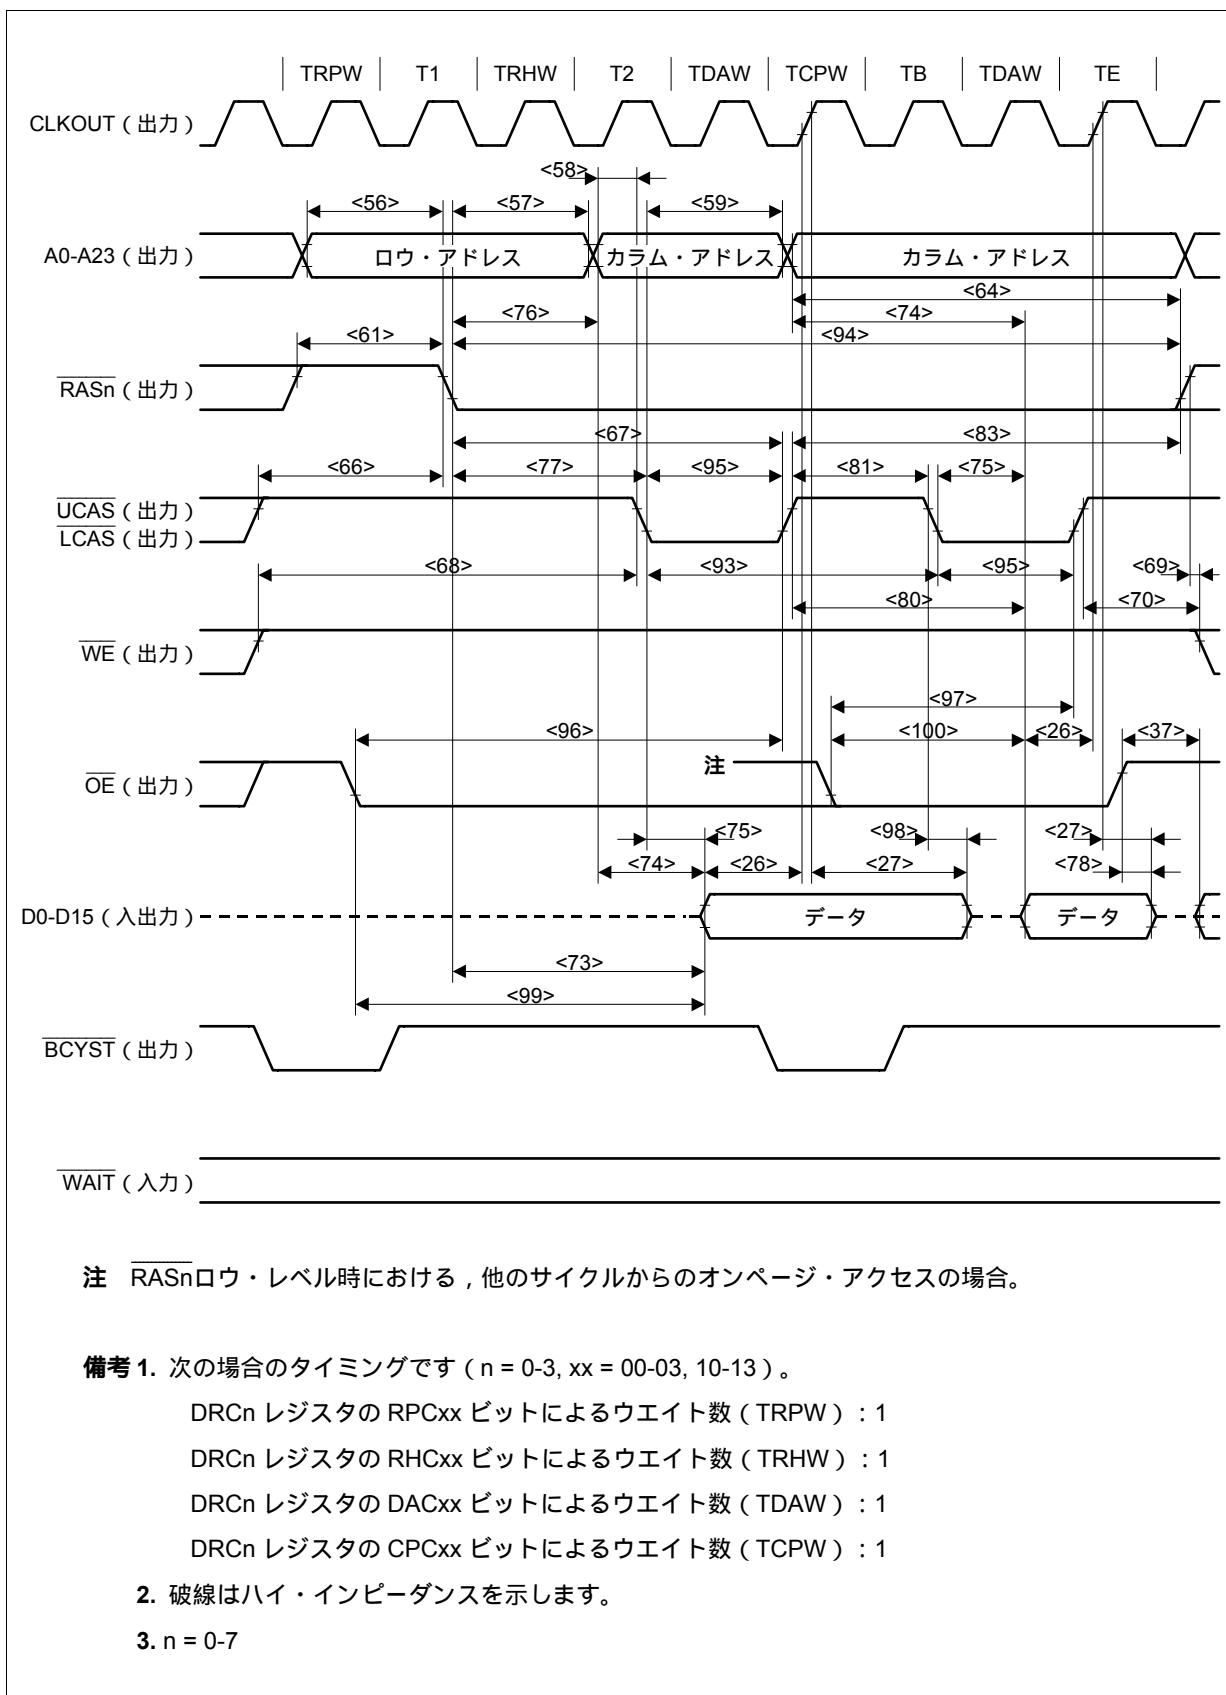 TRPW T1 TRHW T2 TDAW TCPW TB TDAW TE
CLKOUT（出力）
<58>
<56> <57> <59>
A0-A23（出力） ロウ・アドレス カラム・アドレス カラム・アドレス
<64>
<76> <74>
<61> <94>
RASn（出力）
<67> <83>
<66> <77> <95> <81> <75>
UCAS（出力）
LCAS（出力）
<68> <93> <95> <69>
<80> <70>
WE（出力）
<97>
<96> <100> <26> <37>
注
OE（出力）
<75> <98> <27>
<74> <26> <27> <78>
D0-D15（入出力） データ データ
<73>
<99>
BCYST（出力）
WAIT（入力）
注 RASnロウ・レベル時における，他のサイクルからのオンページ・アクセスの場合。
備考 1. 次の場合のタイミングです（n = 0-3, xx = 00-03, 10-13）。
DRCn レジスタの RPCxx ビットによるウエイト数（TRPW）：1
DRCn レジスタの RHCxx ビットによるウエイト数（TRHW）：1
DRCn レジスタの DACxx ビットによるウエイト数（TDAW）：1
DRCn レジスタの CPCxx ビットによるウエイト数（TCPW）：1
2. 破線はハイ・インピーダンスを示します。
3. n = 0-7